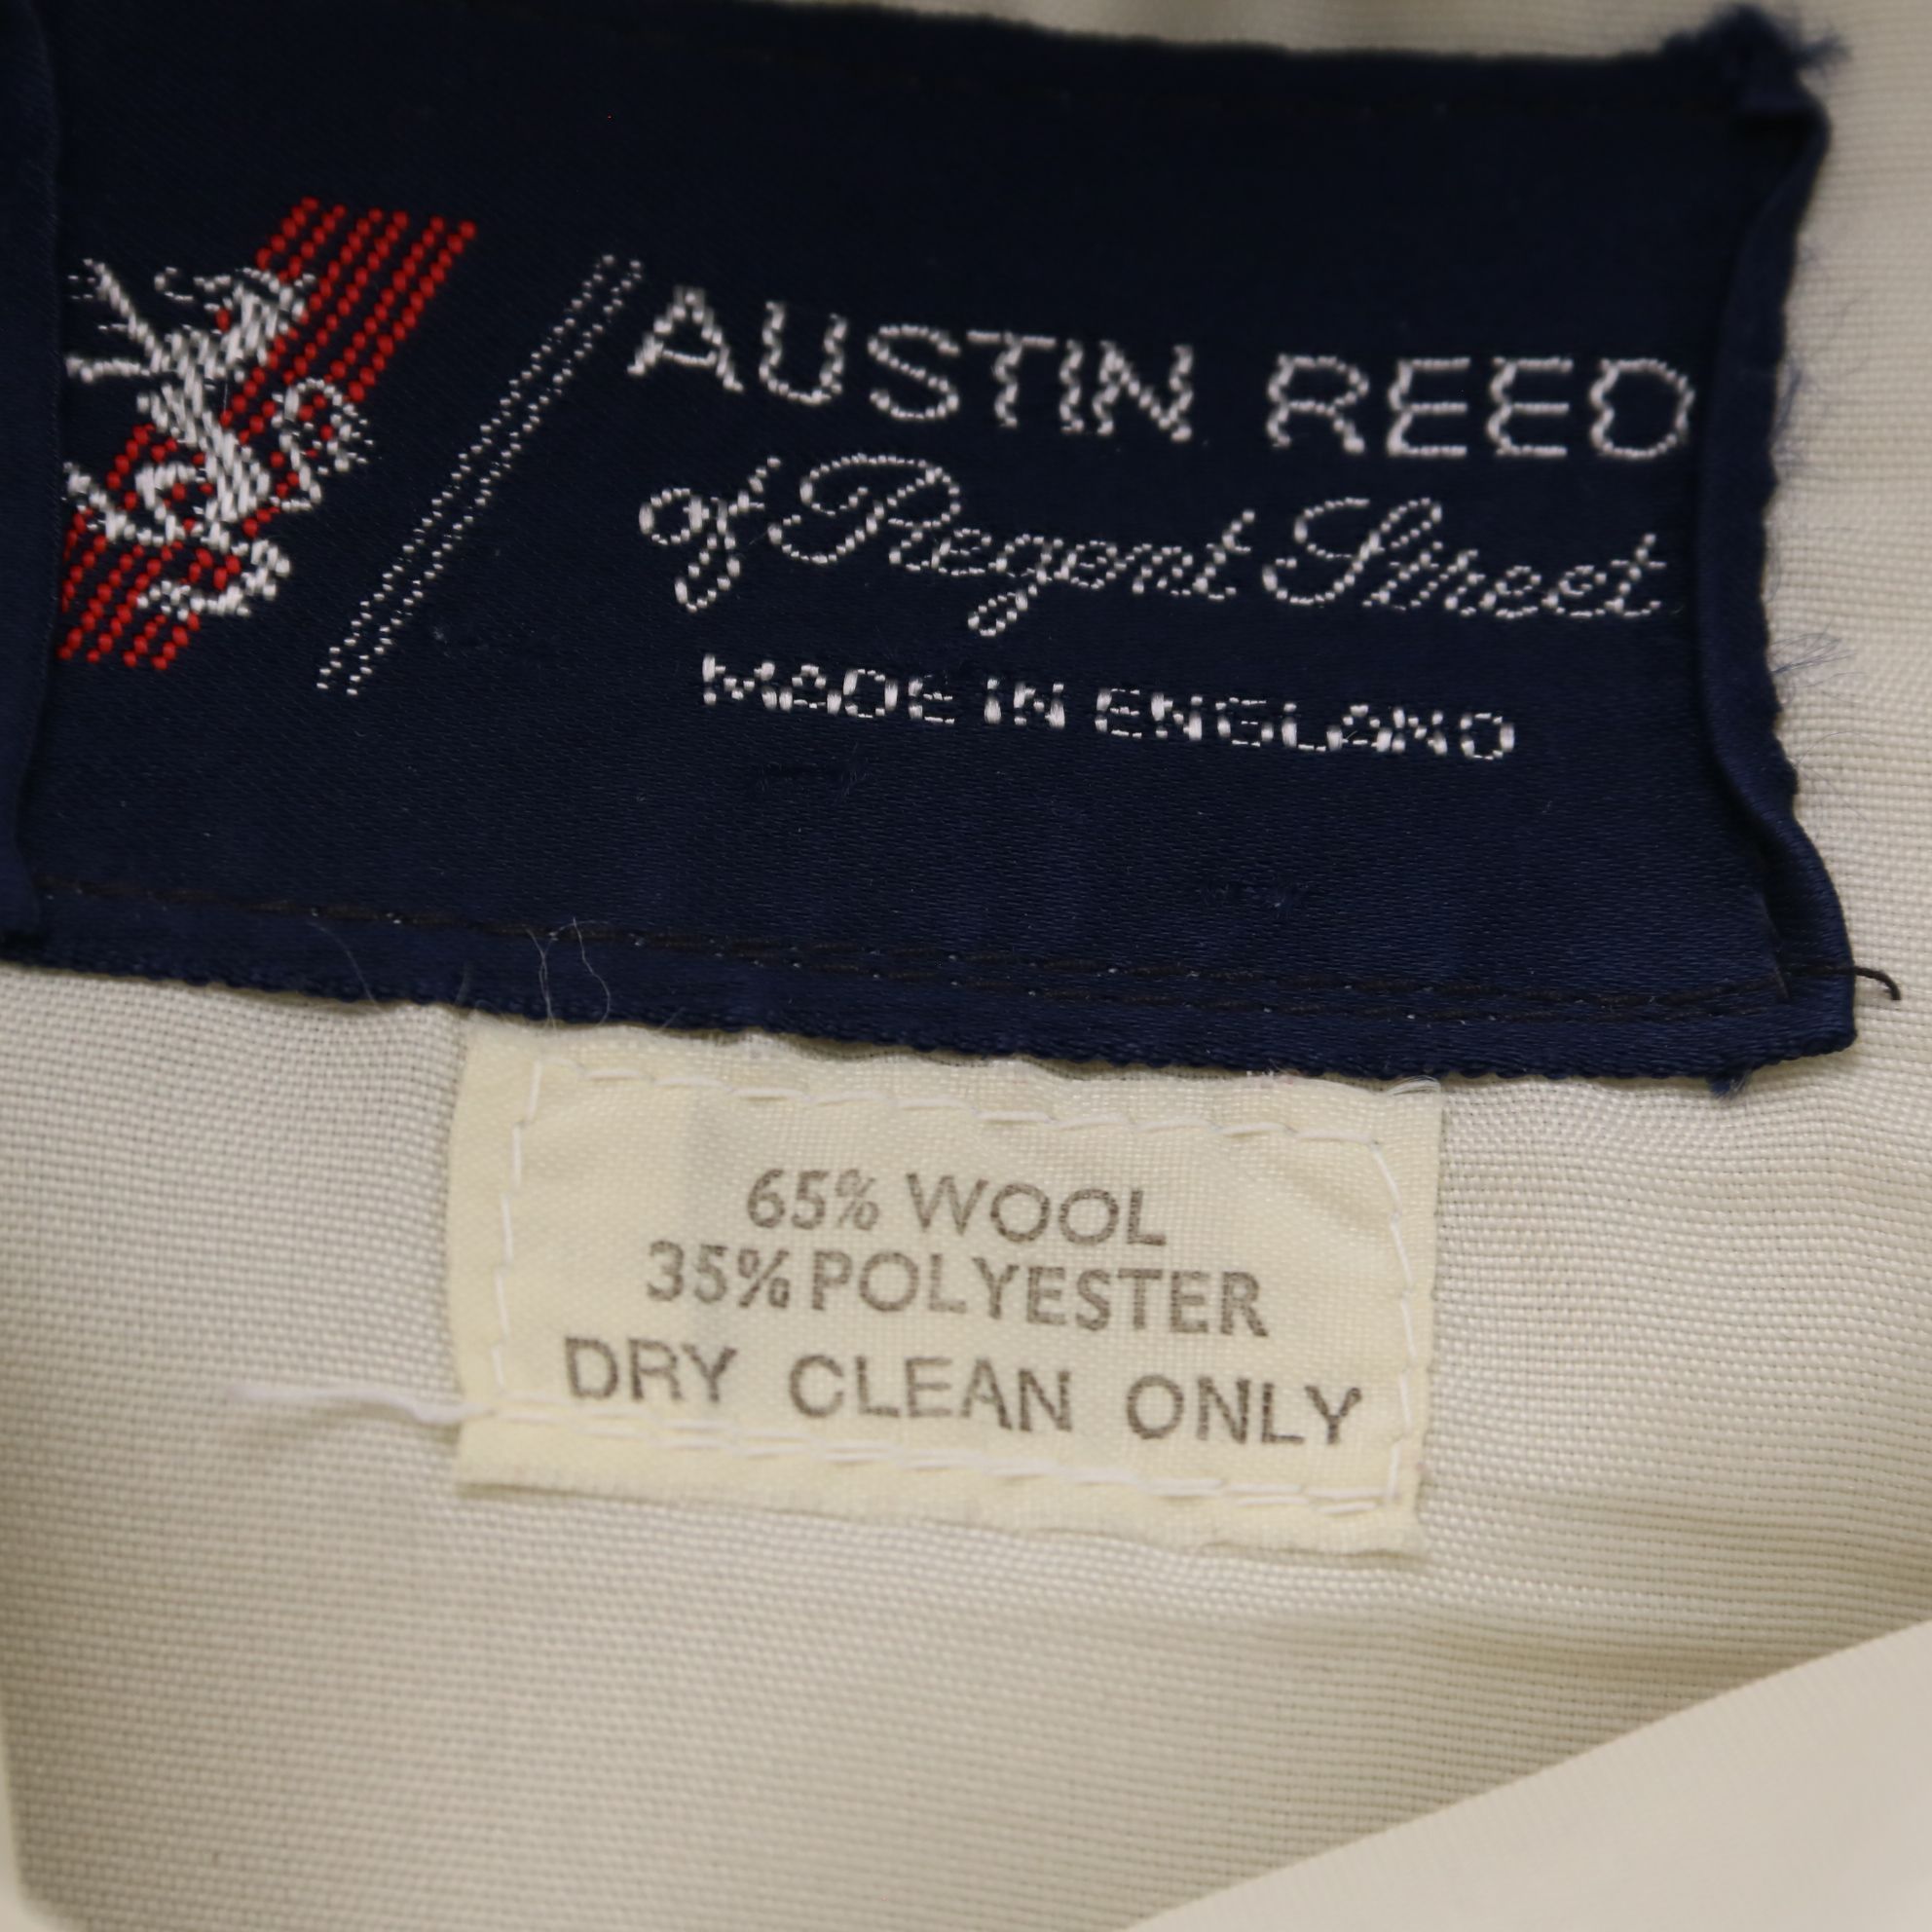 AUSTIN REED
of Regent Street
MADE IN ENGLAND
65% WOOL
35% POLYESTER
DRY CLEAN ONLY